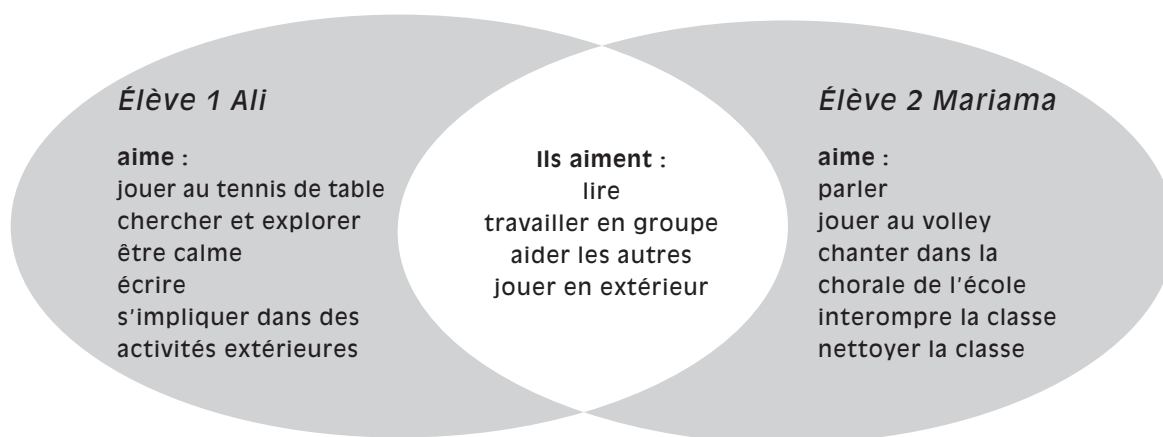 Élève 1 Ali
aime :
jouer au tennis de table
chercher et explorer
être calme
écrire
s'impliquer dans des
activités extérieures
Ils aiment :
lire
travailler en groupe
aider les autres
jouer en extérieur
Élève 2 Mariama
aime :
parler
jouer au volley
chanter dans la
chorale de l'école
interompre la classe
nettoyer la classe